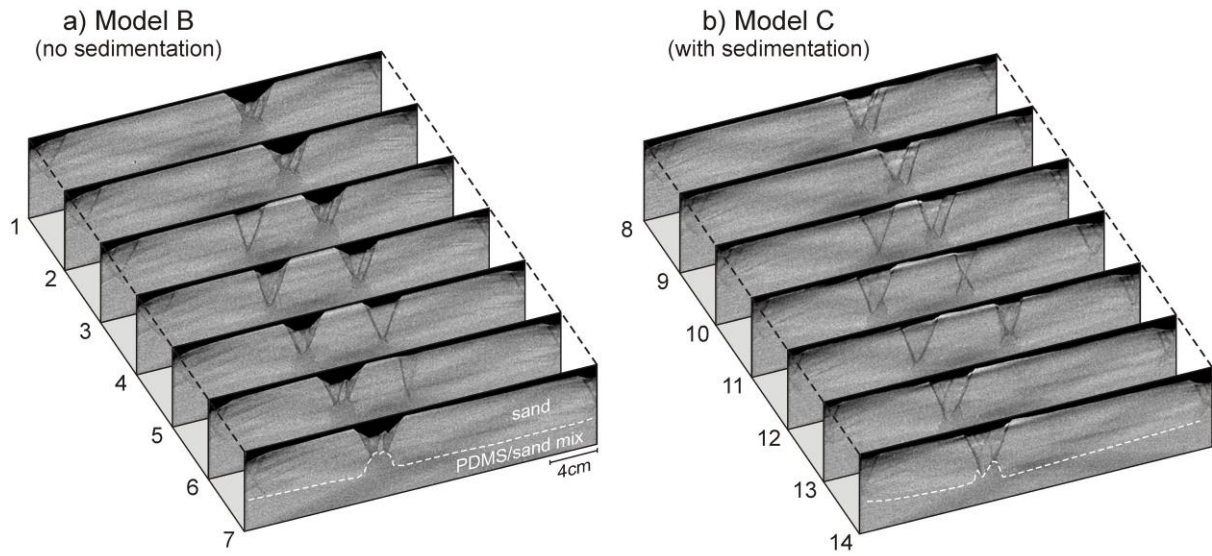 a) Model B
(no sedimentation)
1
2
3
4
5
6
7
sand
PDMS/sand mix
4cm
b) Model C
(with sedimentation)
8
9
10
11
12
13
14